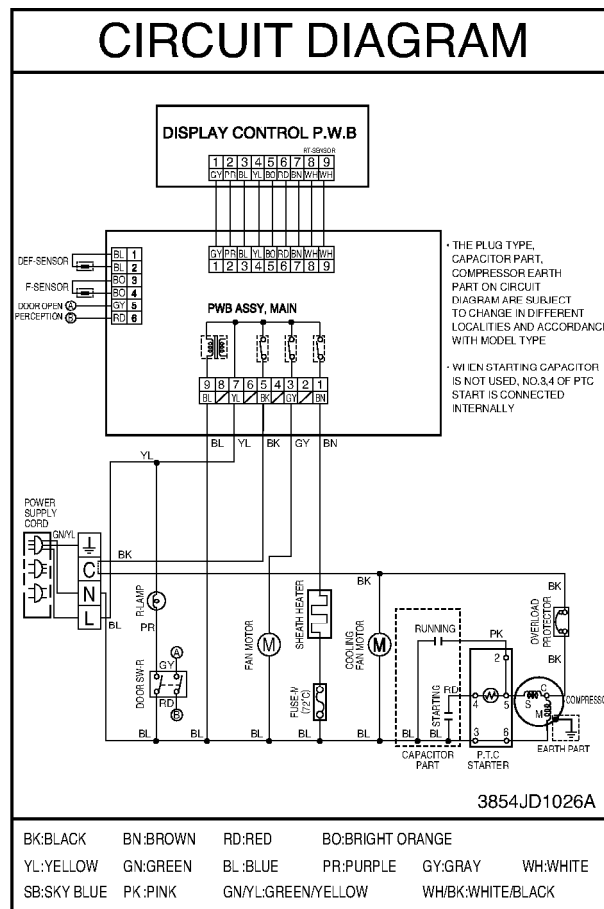 CIRCUIT DIAGRAM
DISPLAY CONTROL P.W.B
RT-SENSOR
1 2 3 4 5 6 7 8 9
GY PR BL YL BO RD BN WH WH
GY PR BL YL BO RD BN WH WH
1 2 3 4 5 6 7 8 9
DEF-SENSOR
F-SENSOR
DOOR OPEN A
PERCEPTION B
BL 1
BL 2
BO 3
BO 4
GY 5
RD 6
• THE PLUG TYPE,
CAPACITOR PART,
COMPRESSOR EARTH
PART ON CIRCUIT
DIAGRAM ARE SUBJECT
TO CHANGE IN DIFFERENT
LOCALITIES AND ACCORDANCE
WITH MODEL TYPE
• WHEN STARTING CAPACITOR
IS NOT USED, NO.3,4 OF PTC
START IS CONNECTED
INTERNALLY
PWB ASSY, MAIN
9 8 7 6 5 4 3 2 1
BL YL BK GY BN
BL YL BK GY BN
YL
POWER
SUPPLY
CORD
GN/YL
C
N
L
BK
BL
R-LAMP
PR
DOOR SW-R
GY
A
RD
B
FAN MOTOR
M
SHEATH HEATER
FUSE-M
(72°C)
COOLING
FAN MOTOR
M
BK
RUNNING
STARTING
RD
PK
2
4 5
3 6
C
S
M
COMPRESSOR
BK
OVERLOAD
PROTECTOR
BK
EARTH PART
BL BL BL BL BL BL BL
CAPACITOR
PART
P.T.C
STARTER
3854JD1026A
BK:BLACK BN:BROWN RD:RED BO:BRIGHT ORANGE
YL:YELLOW GN:GREEN BL:BLUE PR:PURPLE GY:GRAY WH:WHITE
SB:SKY BLUE PK:PINK GN/YL:GREEN/YELLOW WH/BK:WHITE/BLACK